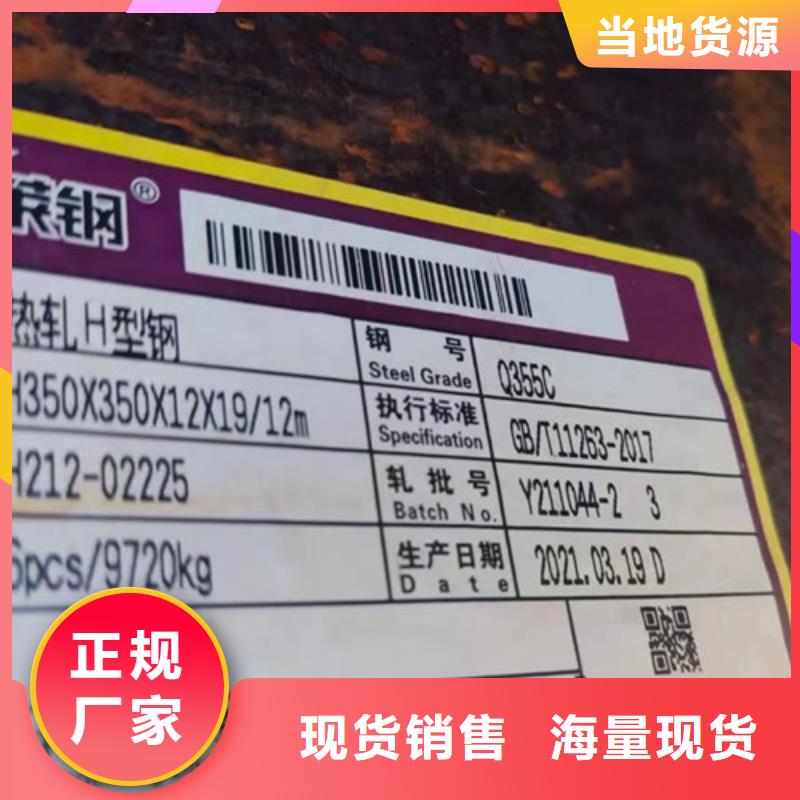 当地货源
莱钢®
热轧H型钢
钢 号
Steel Grade
Q355C
H350X350X12X19/12m
执行标准
Specification
GB/T11263-2017
H212-02225
轧批号
Batch No.
Y211044-2 3
6pcs/9720kg
生产日期
Date
2021.03.19 D
正规
厂家
现货销售 海量现货